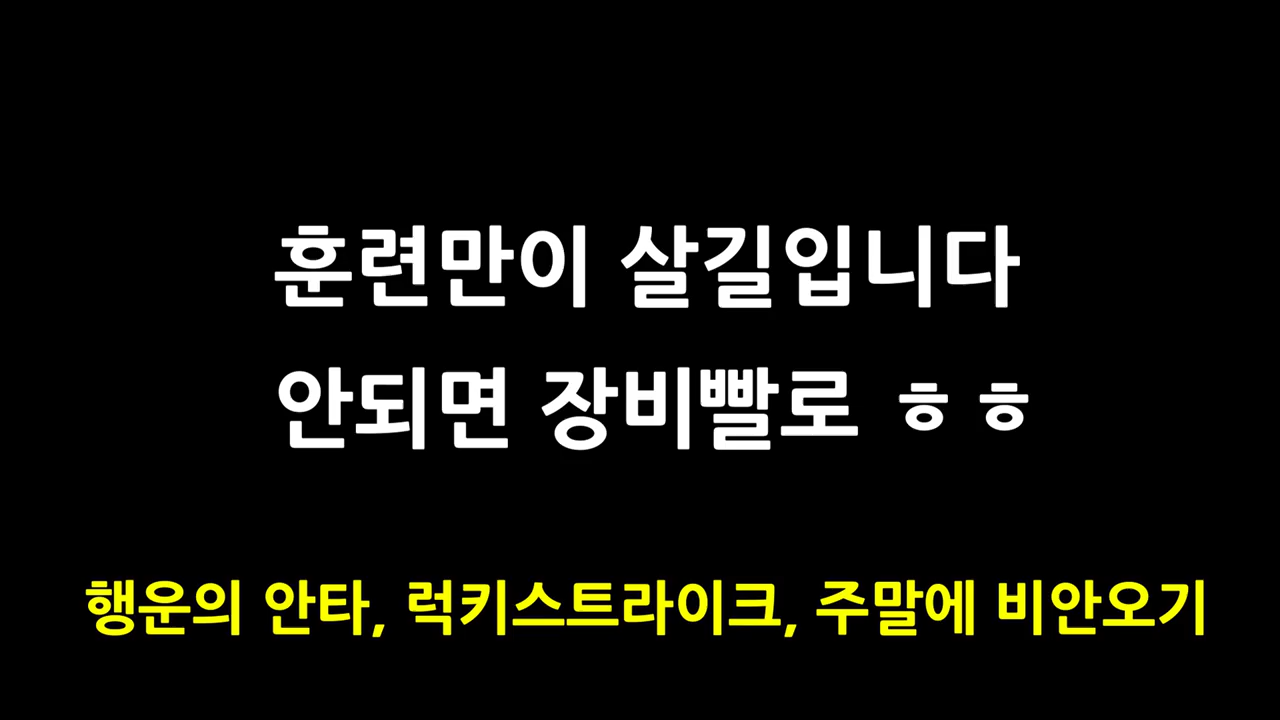 훈련만이 살길입니다
안되면 장비빨로 ㅎㅎ
행운의 안타, 럭키스트라이크, 주말에 비안오기